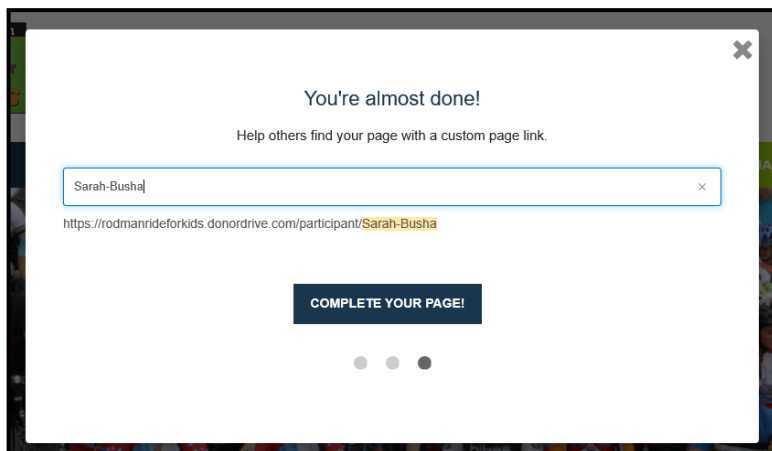 You're almost done!
Help others find your page with a custom page link.
Sarah-Busha
https://rodmanrideforkids.donordrive.com/participant/Sarah-Busha
COMPLETE YOUR PAGE!